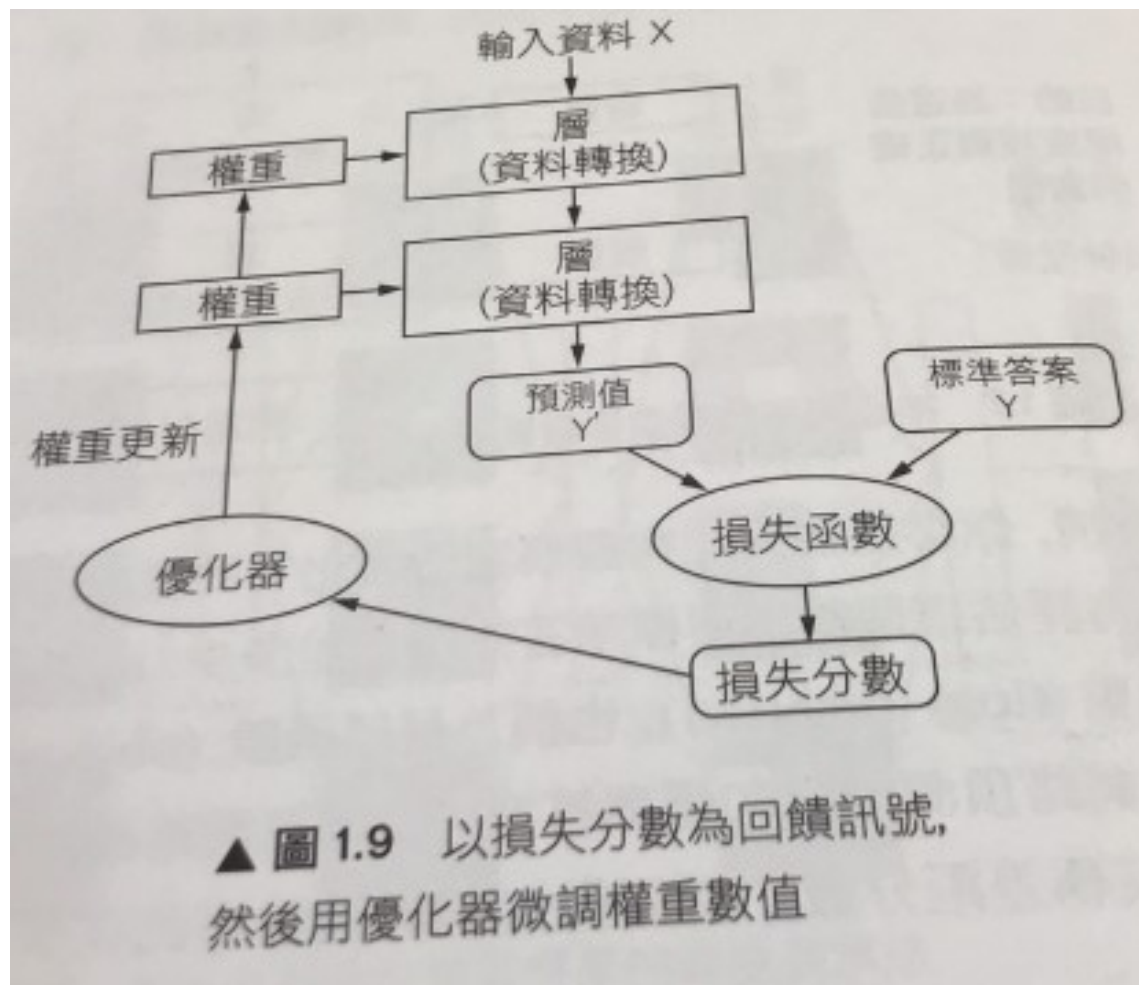 輸入資料 X
層
(資料轉換)
權重
層
(資料轉換)
權重
預測值
Y'
標準答案
Y
權重更新
損失函數
優化器
損失分數
▲ 圖 1.9 以損失分數為回饋訊號,
然後用優化器微調權重數值